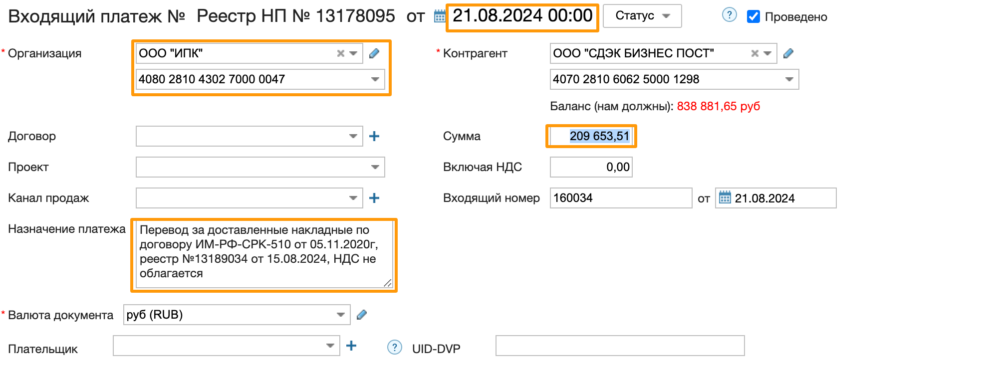 Входящий платеж № Реестр НП № 13178095 от 21.08.2024 00:00 Статус ? Проведено
* Организация ООО "ИПК" * Контрагент ООО "СДЭК БИЗНЕС ПОСТ"
4080 2810 4302 7000 0047 4070 2810 6062 5000 1298
Баланс (нам должны): 838 881,65 руб
Договор Сумма 209 653,51
Проект Включая НДС 0,00
Канал продаж Входящий номер 160034 от 21.08.2024
Назначение платежа Перевод за доставленные накладные по
договору ИМ-РФ-СРК-510 от 05.11.2020г,
реестр №13189034 от 15.08.2024, НДС не
облагается
* Валюта документа руб (RUB)
Плательщик ? UID-DVP